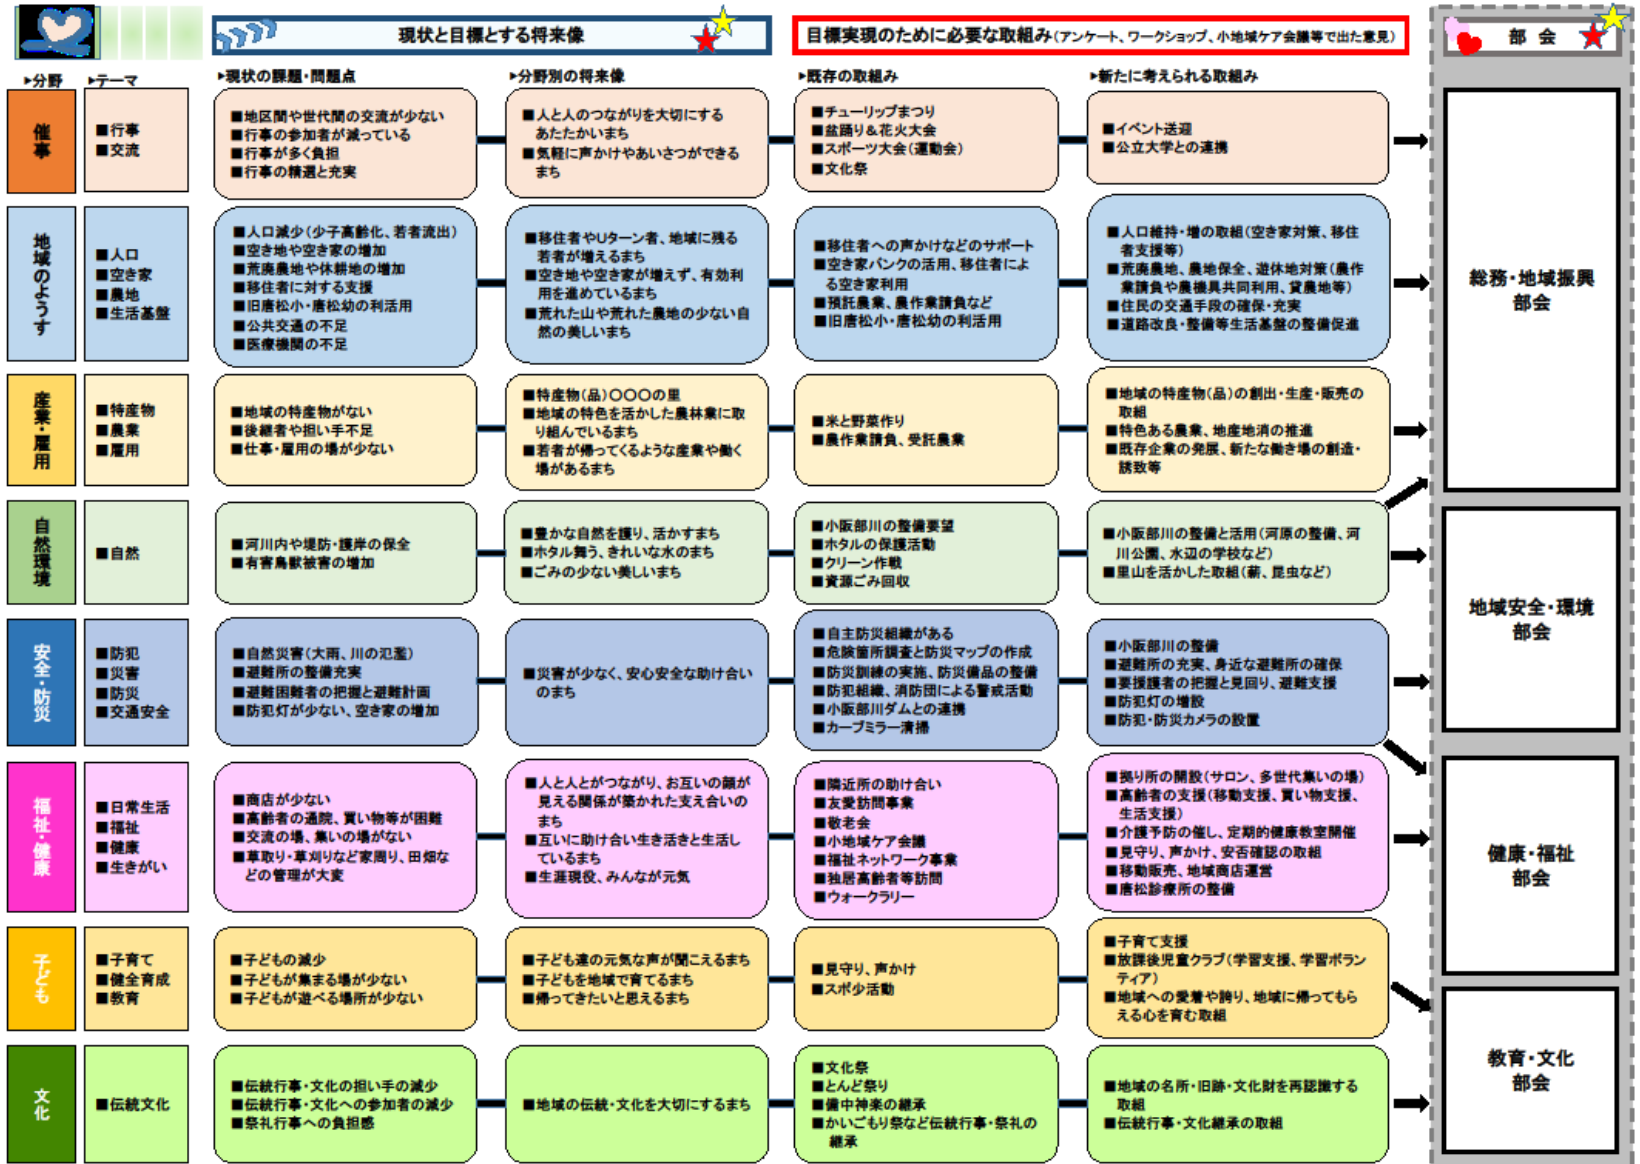 現状と目標とする将来像
目標実現のために必要な取組み(アンケート、ワークショップ、小地域ケア会議等で出た意見)
部会
▶分野
▶テーマ
▶現状の課題・問題点
▶分野別の将来像
▶既存の取組み
▶新たに考えられる取組み
催事
■行事
■交流
■地区間や世代間の交流が少ない
■行事の参加者が減っている
■行事が多く負担
■行事の精選と充実
■人と人のつながりを大切にする
あたたかいまち
■気軽に声かけやあいさつができる
まち
■チューリップまつり
■盆踊り&花火大会
■スポーツ大会(運動会)
■文化祭
■イベント送迎
■公立大学との連携
地域のようす
■人口
■空き家
■農地
■生活基盤
■人口減少(少子高齢化、若者流出)
■空き地や空き家の増加
■荒廃農地や休耕地の増加
■移住者に対する支援
■旧唐松小・唐松幼の利活用
■公共交通の不足
■医療機関の不足
■移住者やUターン者、地域に残る
若者が増えるまち
■空き地や空き家が増えず、有効利
用を進めているまち
■荒れた山や荒れた農地の少ない自
然の美しいまち
■移住者への声かけなどのサポート
■空き家バンクの活用、移住者によ
る空き家利用
■預託農業、農作業請負など
■旧唐松小・唐松幼の利活用
■人口維持・増の取組(空き家対策、移住
者支援等)
■荒廃農地、農地保全、遊休地対策(農作
業請負や農機具共同利用、貸農地等)
■住民の交通手段の確保・充実
■道路改良・整備等生活基盤の整備促進
総務・地域振興
部会
産業・雇用
■特産物
■農業
■雇用
■地域の特産物がない
■後継者や担い手不足
■仕事・雇用の場が少ない
■特産物(品)〇〇〇の里
■地域の特色を活かした農林業に取
り組んでいるまち
■若者が帰ってくるような産業や働く
場があるまち
■米と野菜作り
■農作業請負、受託農業
■地域の特産物(品)の創出・生産・販売の
取組
■特色ある農業、地産地消の推進
■既存企業の発展、新たな働き場の創造・
誘致等
自然環境
■自然
■河川内や堤防・護岸の保全
■有害鳥獣被害の増加
■豊かな自然を護り、活かすまち
■ホタル舞う、きれいな水のまち
■ごみの少ない美しいまち
■小阪部川の整備要望
■ホタルの保護活動
■クリーン作戦
■資源ごみ回収
■小阪部川の整備と活用(河原の整備、河
川公園、水辺の学校など)
■里山を活かした取組(薪、昆虫など)
地域安全・環境
部会
安全・防災
■防犯
■災害
■防災
■交通安全
■自然災害(大雨、川の氾濫)
■避難所の整備充実
■避難困難者の把握と避難計画
■防犯灯が少ない、空き家の増加
■災害が少なく、安心安全な助け合い
のまち
■自主防災組織がある
■危険箇所調査と防災マップの作成
■防災訓練の実施、防災備品の整備
■防犯組織、消防団による警戒活動
■小阪部川ダムとの連携
■カーブミラー清掃
■小阪部川の整備
■避難所の充実、身近な避難所の確保
■要援護者の把握と見回り、避難支援
■防犯灯の増設
■防犯・防災カメラの設置
福祉・健康
■日常生活
■福祉
■健康
■生きがい
■商店が少ない
■高齢者の通院、買い物等が困難
■交流の場、集いの場がない
■草取り・草刈りなど家周り、田畑な
どの管理が大変
■人と人とがつながり、お互いの顔が
見える関係が築かれた支え合いの
まち
■互いに助け合い生き活きと生活し
ているまち
■生涯現役、みんなが元気
■隣近所の助け合い
■友愛訪問事業
■敬老会
■小地域ケア会議
■福祉ネットワーク事業
■独居高齢者等訪問
■ウォークラリー
■拠り所の開設(サロン、多世代集いの場)
■高齢者の支援(移動支援、買い物支援、
生活支援)
■介護予防の催し、定期的健康教室開催
■見守り、声かけ、安否確認の取組
■移動販売、地域商店運営
■唐松診療所の整備
健康・福祉
部会
子ども
■子育て
■健全育成
■教育
■子どもの減少
■子どもが集まる場が少ない
■子どもが遊べる場所が少ない
■子ども達の元気な声が聞こえるまち
■子どもを地域で育てるまち
■帰ってきたいと思えるまち
■見守り、声かけ
■スポ少活動
■子育て支援
■放課後児童クラブ(学習支援、学習ボラン
ティア)
■地域への愛着や誇り、地域に帰ってもら
える心を育む取組
教育・文化
部会
文化
■伝統文化
■伝統行事・文化の担い手の減少
■伝統行事・文化への参加者の減少
■祭礼行事への負担感
■地域の伝統・文化を大切にするまち
■文化祭
■とんど祭り
■備中神楽の継承
■かいごもり祭など伝統行事・祭礼の
継承
■地域の名所・旧跡・文化財を再認識する
取組
■伝統行事・文化継承の取組